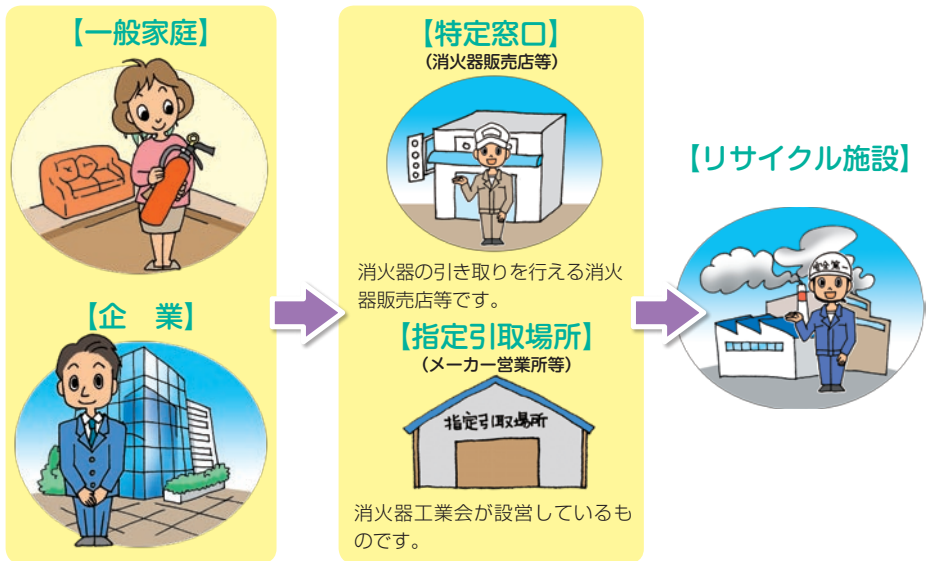 【一般家庭】
【企　業】
【特定窓口】
（消火器販売店等）
消火器の引き取りを行える消火
器販売店等です。
【指定引取場所】
（メーカー営業所等）
指定引取場所
消火器工業会が設営しているも
のです。
【リサイクル施設】
安全第一